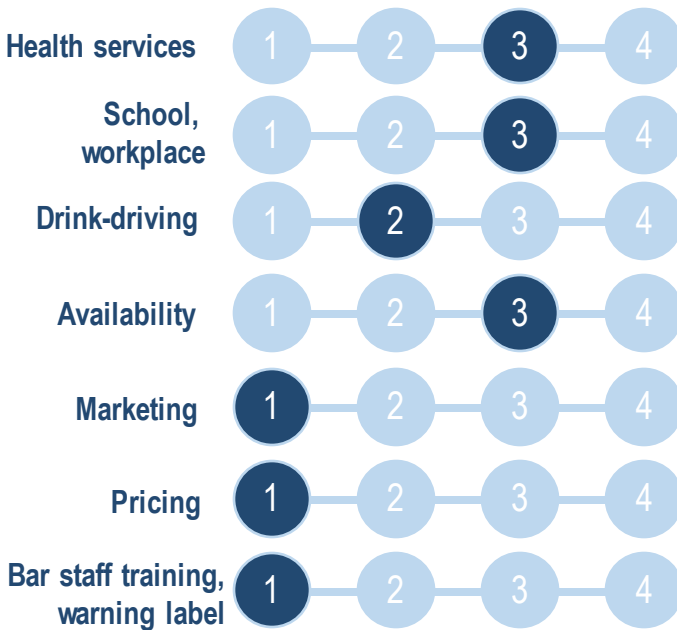 Health services 1 2 3 4
School,
workplace 1 2 3 4
Drink-driving 1 2 3 4
Availability 1 2 3 4
Marketing 1 2 3 4
Pricing 1 2 3 4
Bar staff training,
warning label 1 2 3 4